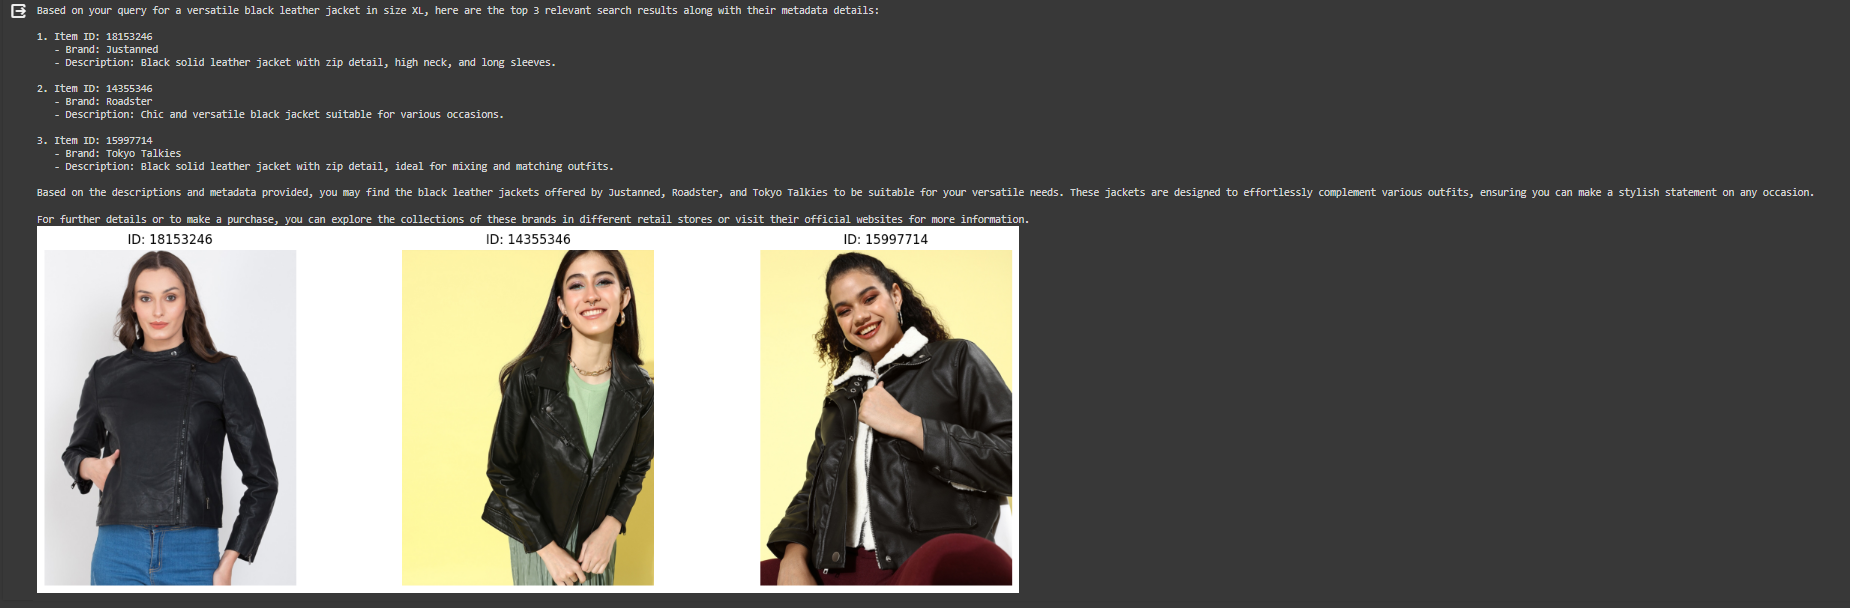 Based on your query for a versatile black leather jacket in size XL, here are the top 3 relevant search results along with their metadata details:
1. Item ID: 18153246
- Brand: Justanned
- Description: Black solid leather jacket with zip detail, high neck, and long sleeves.
2. Item ID: 14355346
- Brand: Roadster
- Description: Chic and versatile black jacket suitable for various occasions.
3. Item ID: 15997714
- Brand: Tokyo Talkies
- Description: Black solid leather jacket with zip detail, ideal for mixing and matching outfits.
Based on the descriptions and metadata provided, you may find the black leather jackets offered by Justanned, Roadster, and Tokyo Talkies to be suitable for your versatile needs. These jackets are designed to effortlessly complement various outfits, ensuring you can make a stylish statement on any occasion.
For further details or to make a purchase, you can explore the collections of these brands in different retail stores or visit their official websites for more information.
ID: 18153246
ID: 14355346
ID: 15997714